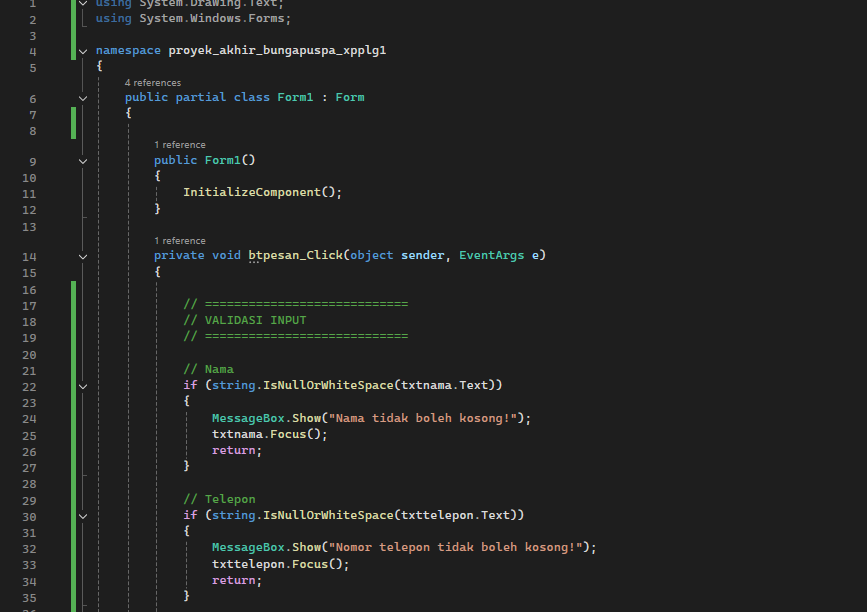 1 using System.Drawing.Text;
2 using System.Windows.Forms;
3
4 namespace proyek_akhir_bungapuspa_xpplg1
5 {
4 references
6 public partial class Form1 : Form
7 {
8
1 reference
9 public Form1()
10 {
11 InitializeComponent();
12 }
13
1 reference
14 private void btpesan_Click(object sender, EventArgs e)
15 {
16
17 // ============================
18 // VALIDASI INPUT
19 // ============================
20
21 // Nama
22 if (string.IsNullOrWhiteSpace(txtnama.Text))
23 {
24 MessageBox.Show("Nama tidak boleh kosong!");
25 txtnama.Focus();
26 return;
27 }
28
29 // Telepon
30 if (string.IsNullOrWhiteSpace(txttelepon.Text))
31 {
32 MessageBox.Show("Nomor telepon tidak boleh kosong!");
33 txttelepon.Focus();
34 return;
35 }